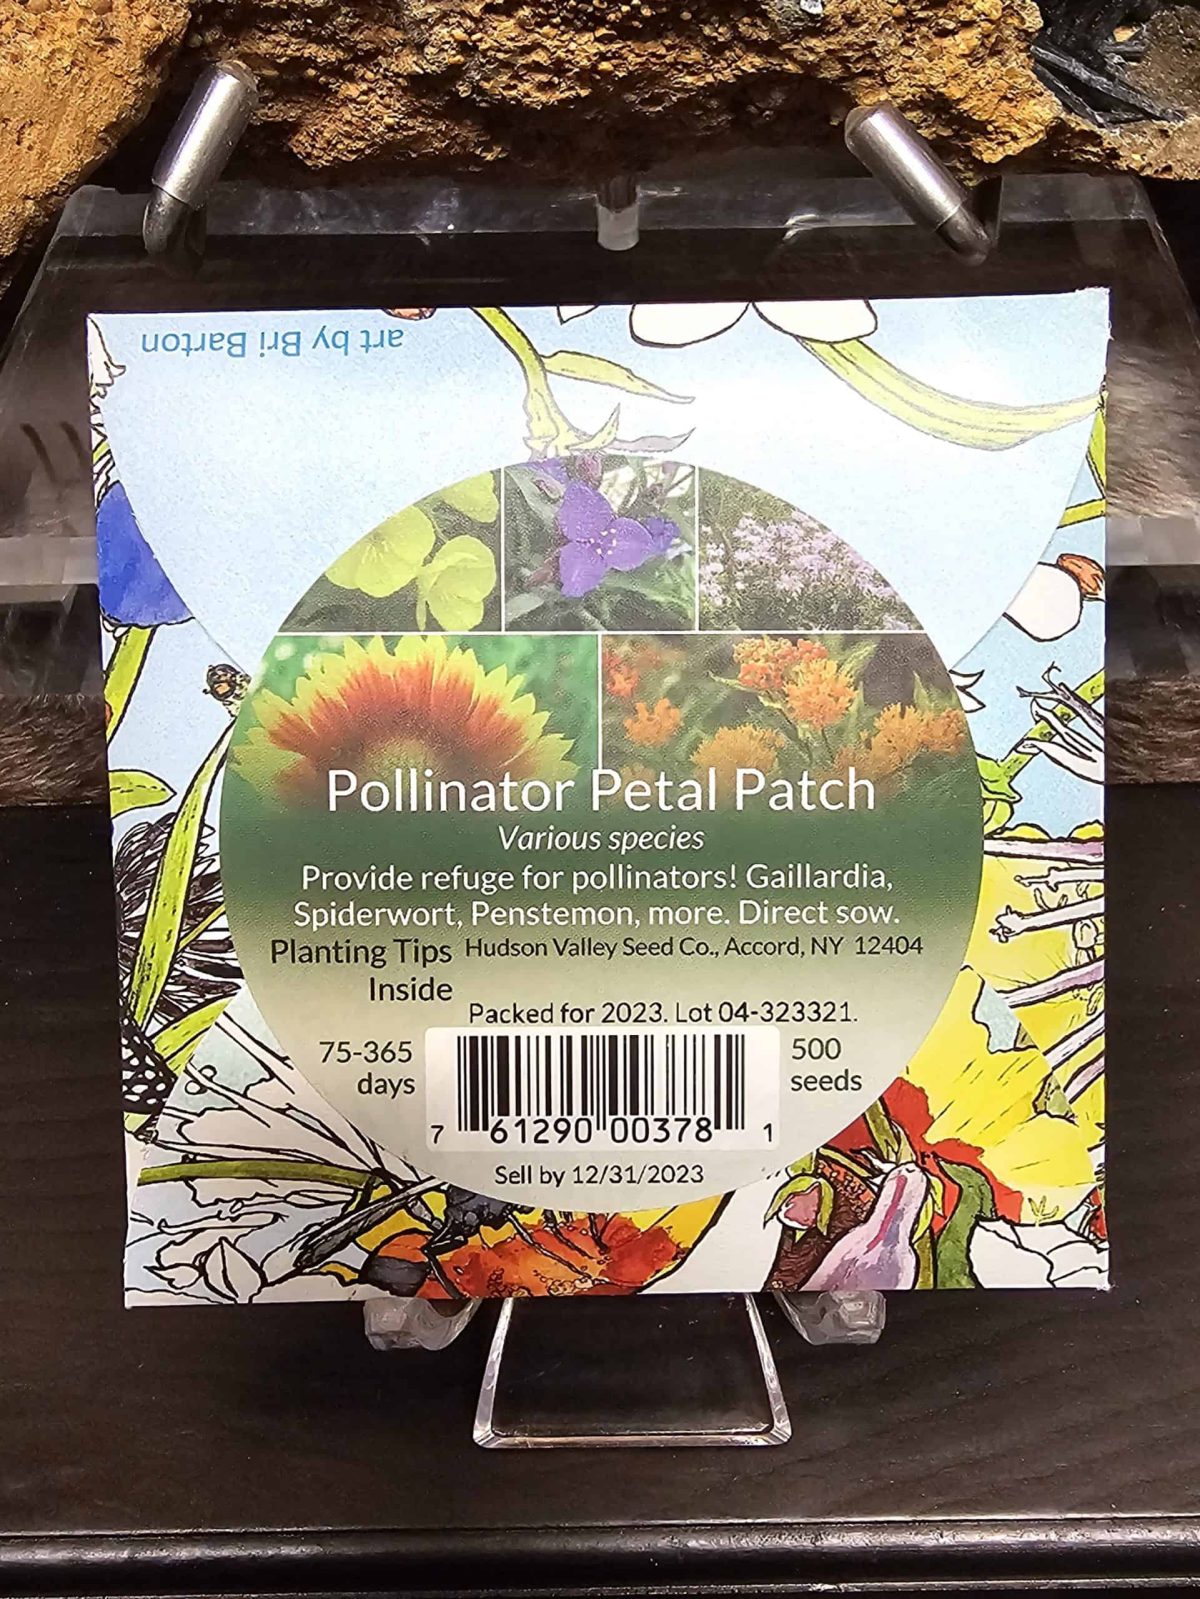 art by Bri Barton
Pollinator Petal Patch
Various species
Provide refuge for pollinators! Gaillardia,
Spiderwort, Penstemon, more. Direct sow.
Planting Tips
Inside
Hudson Valley Seed Co., Accord, NY 12404
Packed for 2023. Lot 04-323321.
75-365
days
500
seeds
7 61290 00378 1
Sell by 12/31/2023